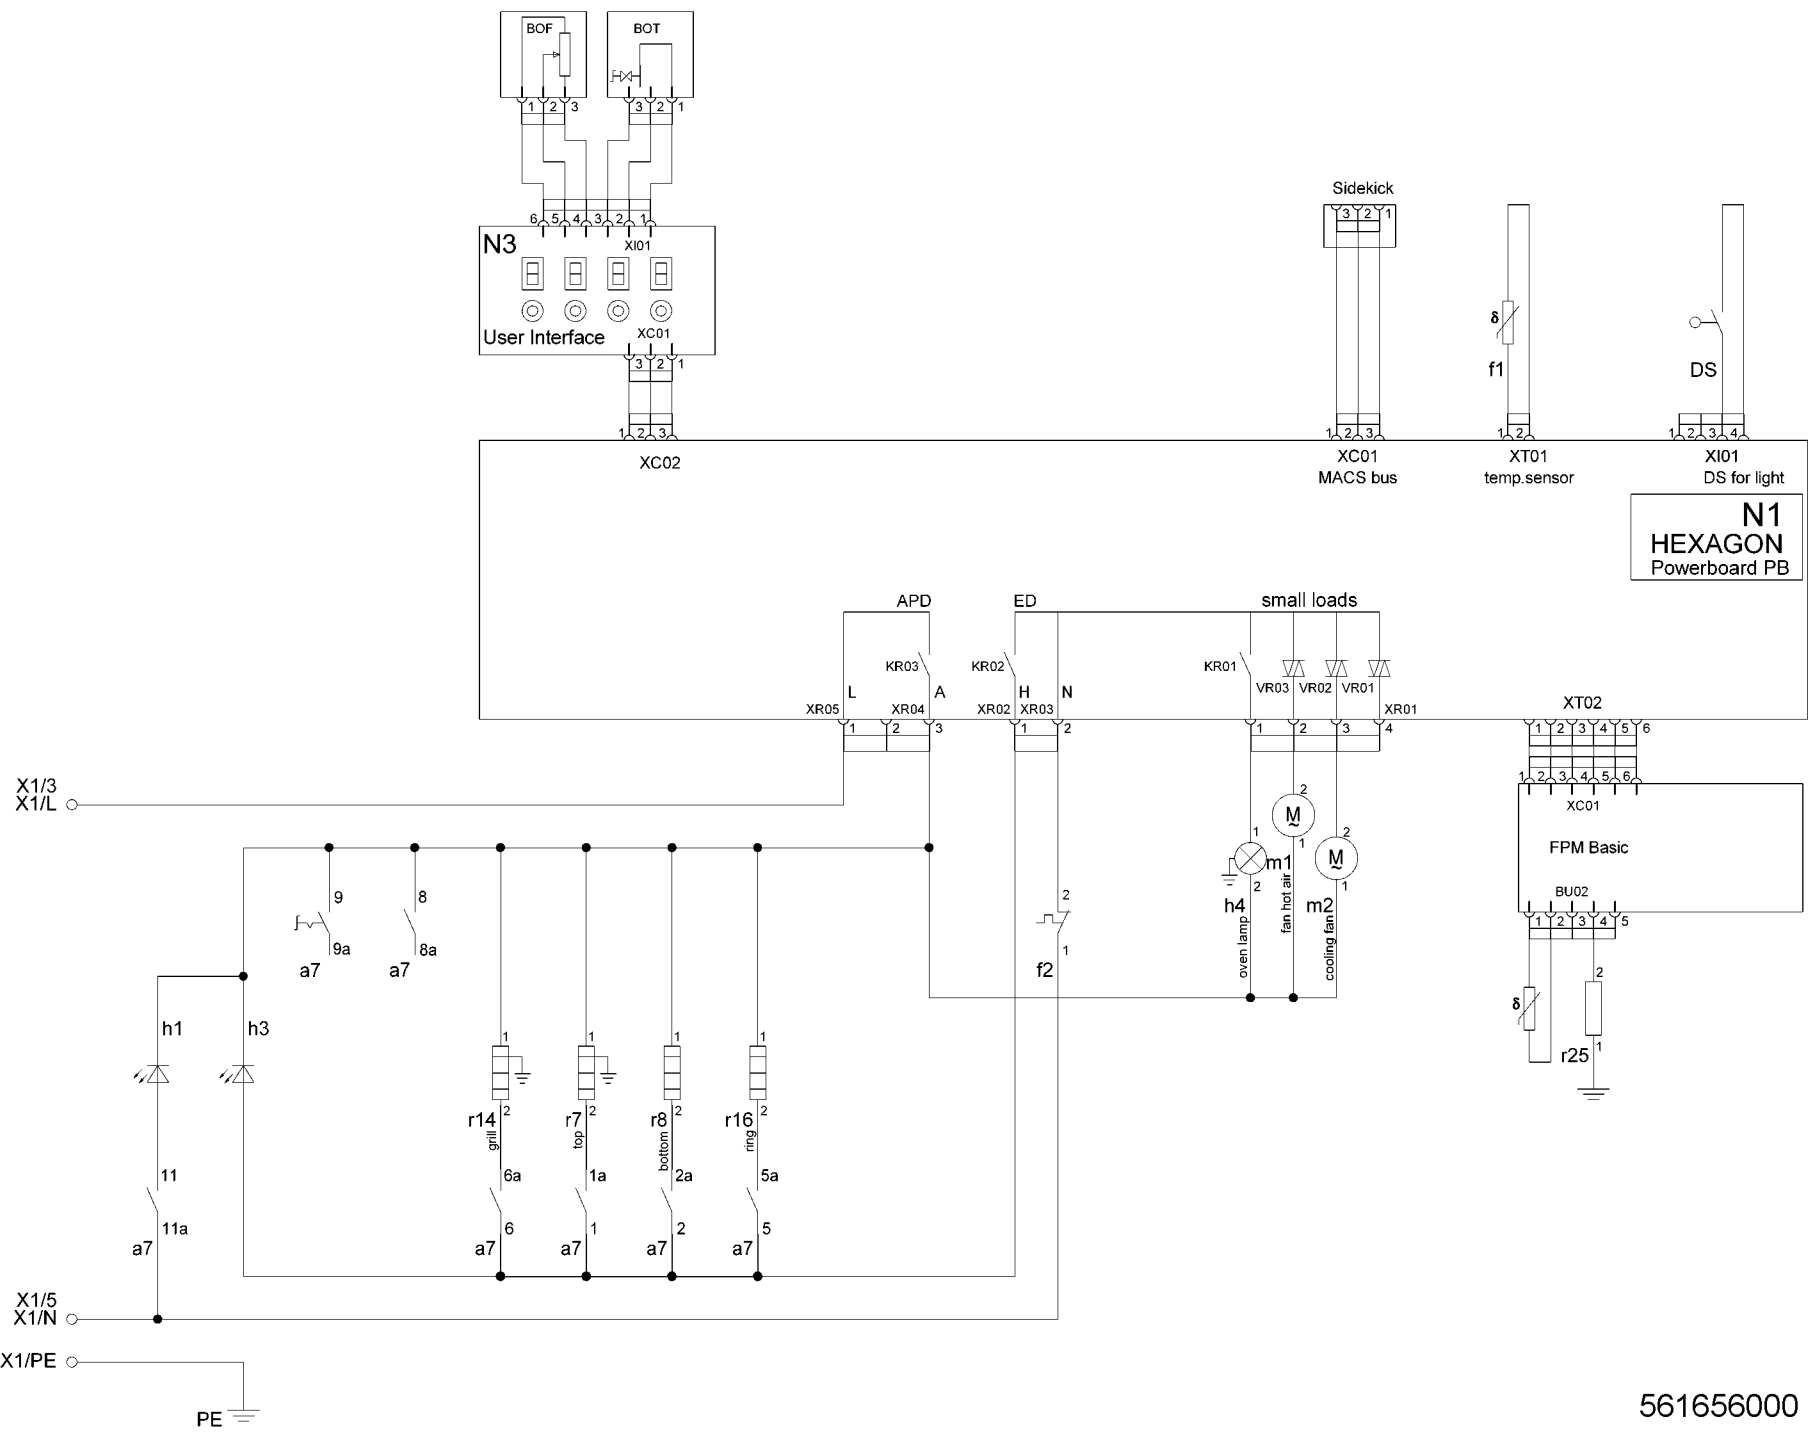 BOF
BOT
1 2 3
3 2 1
6 5 4 3 2 1
N3
XI01
User Interface
XC01
3 2 1
Sidekick
3 2 1
δ
f1
DS
1 2 3
XC02
1 2 3
XC01
MACS bus
1 2
XT01
temp.sensor
1 2 3 4
XI01
DS for light
N1
HEXAGON
Powerboard PB
APD
ED
small loads
KR03
KR02
KR01
VR03
VR02
VR01
L
A
H
N
XR05
XR04
XR02
XR03
XR01
XT02
1 2 3
1 2
1 2 3 4
1 2 3 4 5 6
1 2 3 4 5 6
XC01
FPM Basic
BU02
1 2 3 4 5
X1/3
X1/L
2
M
~
1
m1
fan hot air
2
M
~
1
m2
cooling fan
1
2
h4
oven lamp
9
9a
a7
8
8a
a7
2
1
f2
δ
2
r25
1
h1
h3
1
r14
2
grill
1
r7
2
top
1
r8
2
bottom
1
r16
2
ring
11
11a
a7
6a
6
a7
1a
1
a7
2a
2
a7
5a
5
a7
X1/5
X1/N
X1/PE
PE
561656000